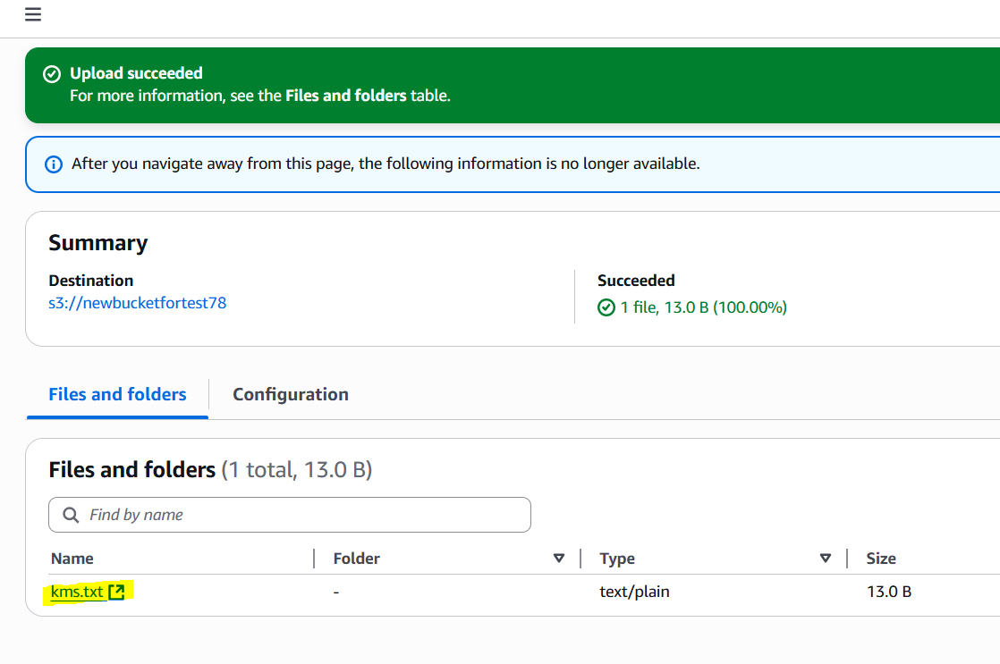 Upload succeeded
For more information, see the Files and folders table.
After you navigate away from this page, the following information is no longer available.
Summary
Destination
s3://newbucketfortest78
Succeeded
1 file, 13.0 B (100.00%)
Files and folders
Configuration
Files and folders (1 total, 13.0 B)
Find by name
Name Folder Type Size
kms.txt - text/plain 13.0 B